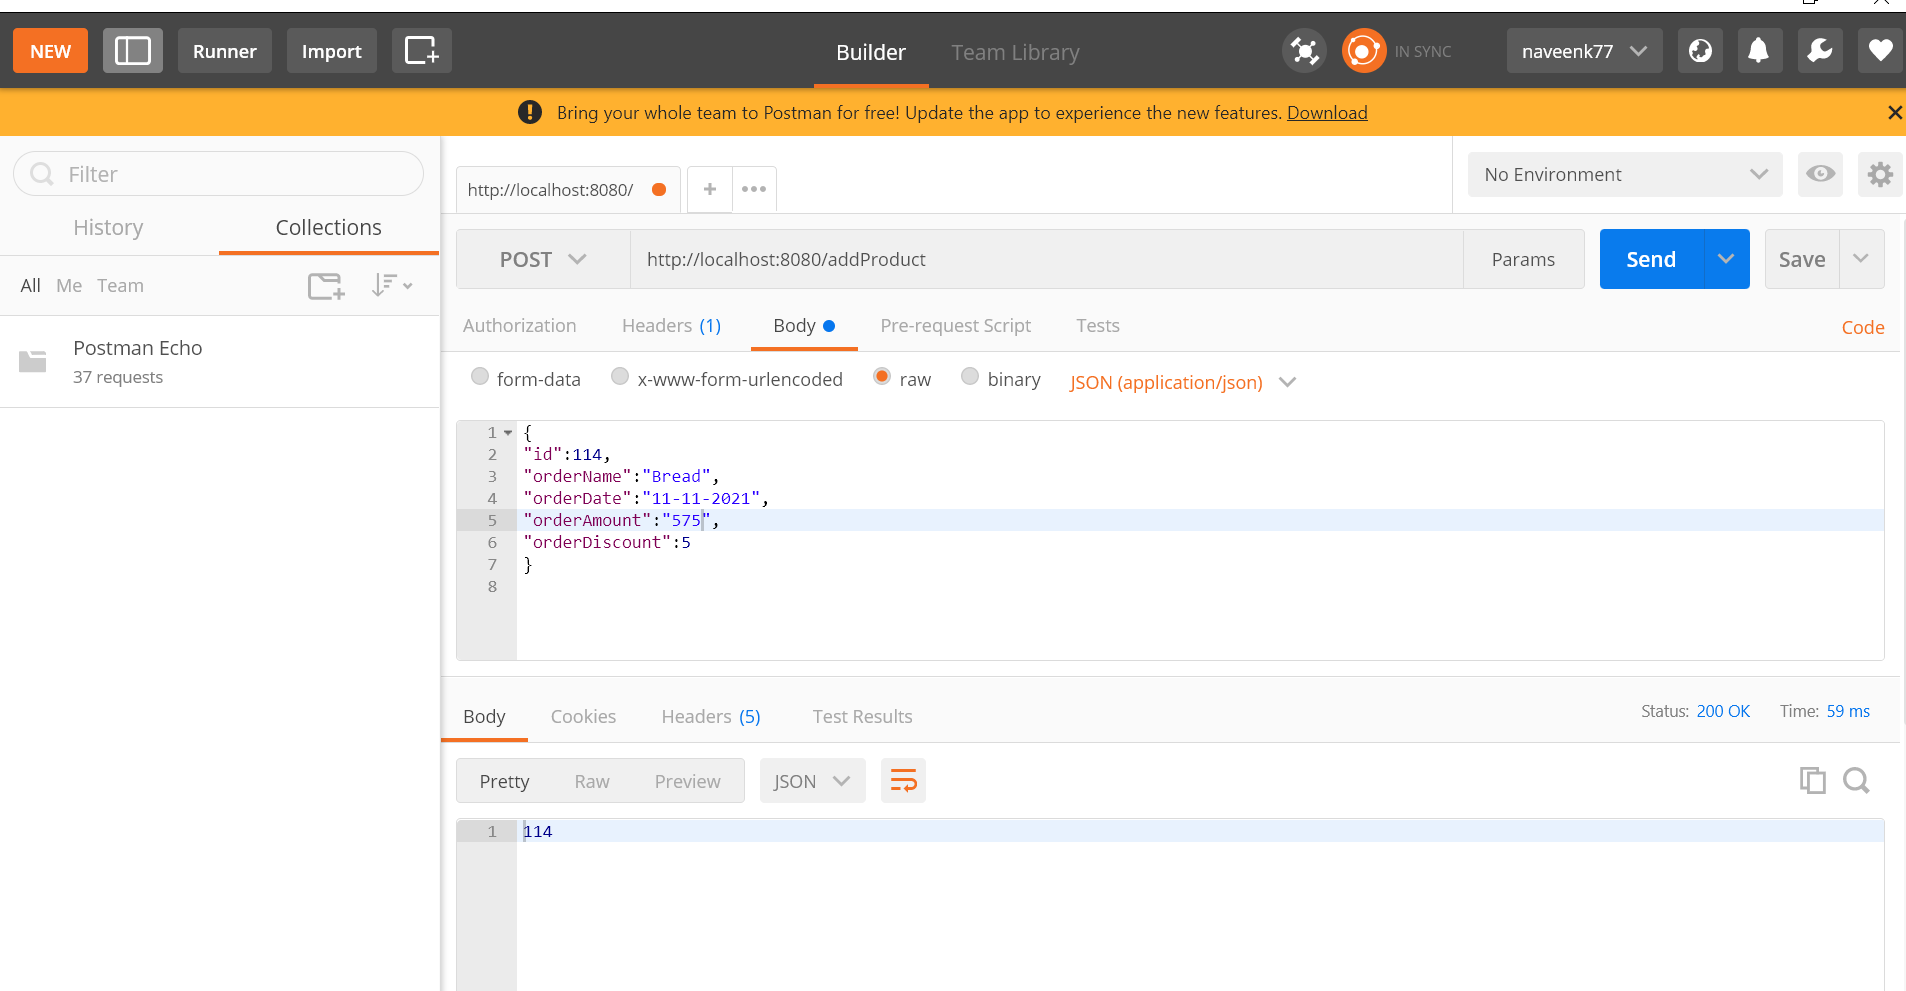 NEW Runner Import Builder Team Library IN SYNC naveenk77
Bring your whole team to Postman for free! Update the app to experience the new features. Download
Filter
History Collections
All Me Team
Postman Echo
37 requests
http://localhost:8080/ + ••• No Environment
POST http://localhost:8080/addProduct Params Send Save
Authorization Headers (1) Body Pre-request Script Tests Code
form-data x-www-form-urlencoded raw binary JSON (application/json)
1 {
2 "id":114,
3 "orderName":"Bread",
4 "orderDate":"11-11-2021",
5 "orderAmount":"575",
6 "orderDiscount":5
7 }
8
Body Cookies Headers (5) Test Results Status: 200 OK Time: 59 ms
Pretty Raw Preview JSON
1 114